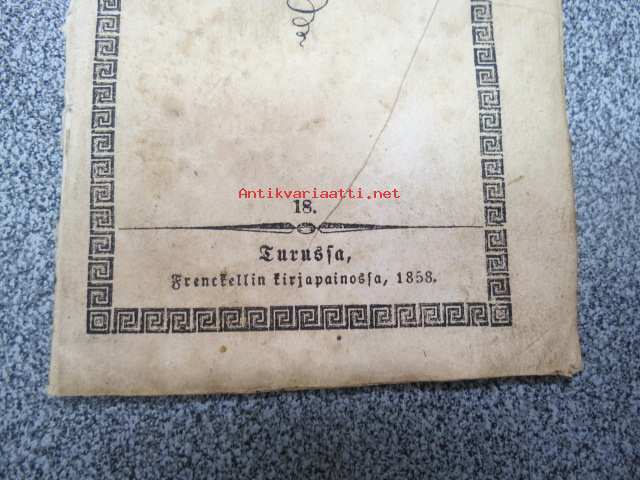 Antikvariaatti.net
18.
Turusſa,
Frenckellin kirjapainosſa, 1858.